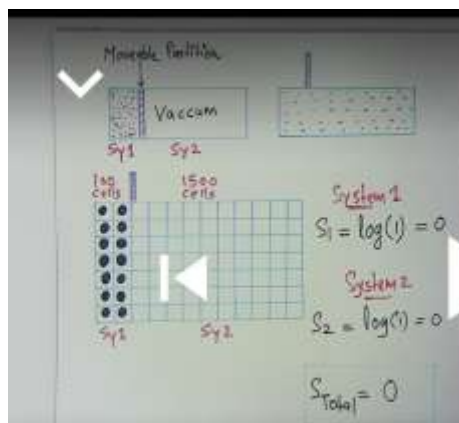 Moveable Partition
Vaccum
Sy1
Sy2
100 cells
1500 cells
System 1
S₁ = log(1) = 0
System 2
S₂ = log(1) = 0
Sy1
Sy2
STotal = 0